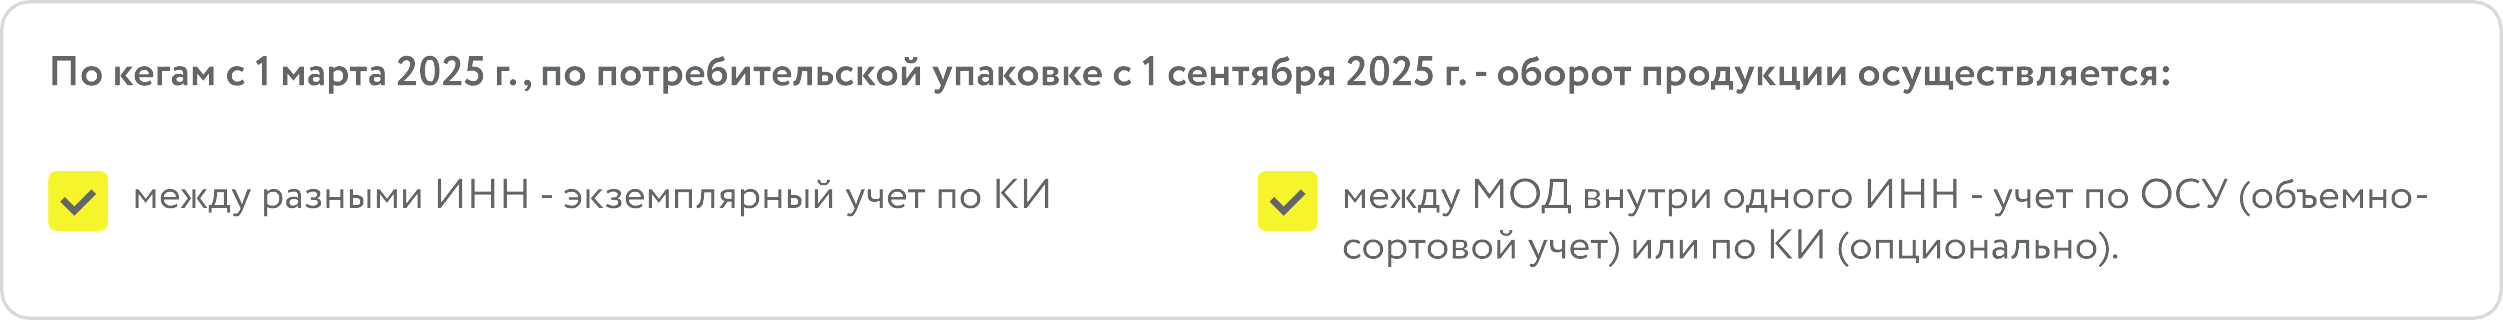 По кегам с 1 марта 2025 г., по потребительской упаковке с 1 сентября 2025 г. - оборот продукции осуществляется:
между разными ИНН - экземплярный учет по КИ
между МОД внутри одного ИНН - учет по ОСУ (объемно-
сортовой учет) или по КИ (опционально).